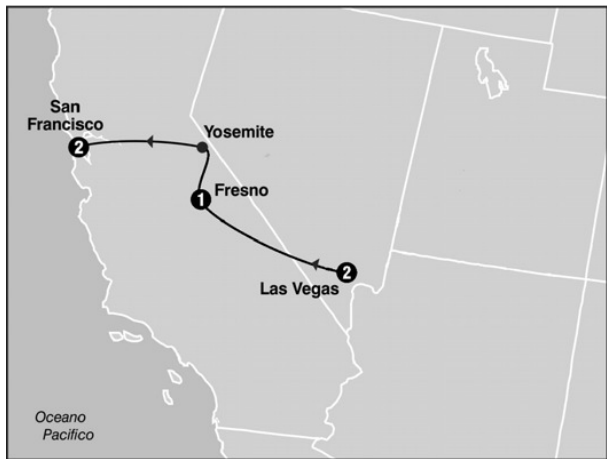 San
Francisco
2
Yosemite
1
Fresno
2
Las Vegas
Oceano
Pacifico